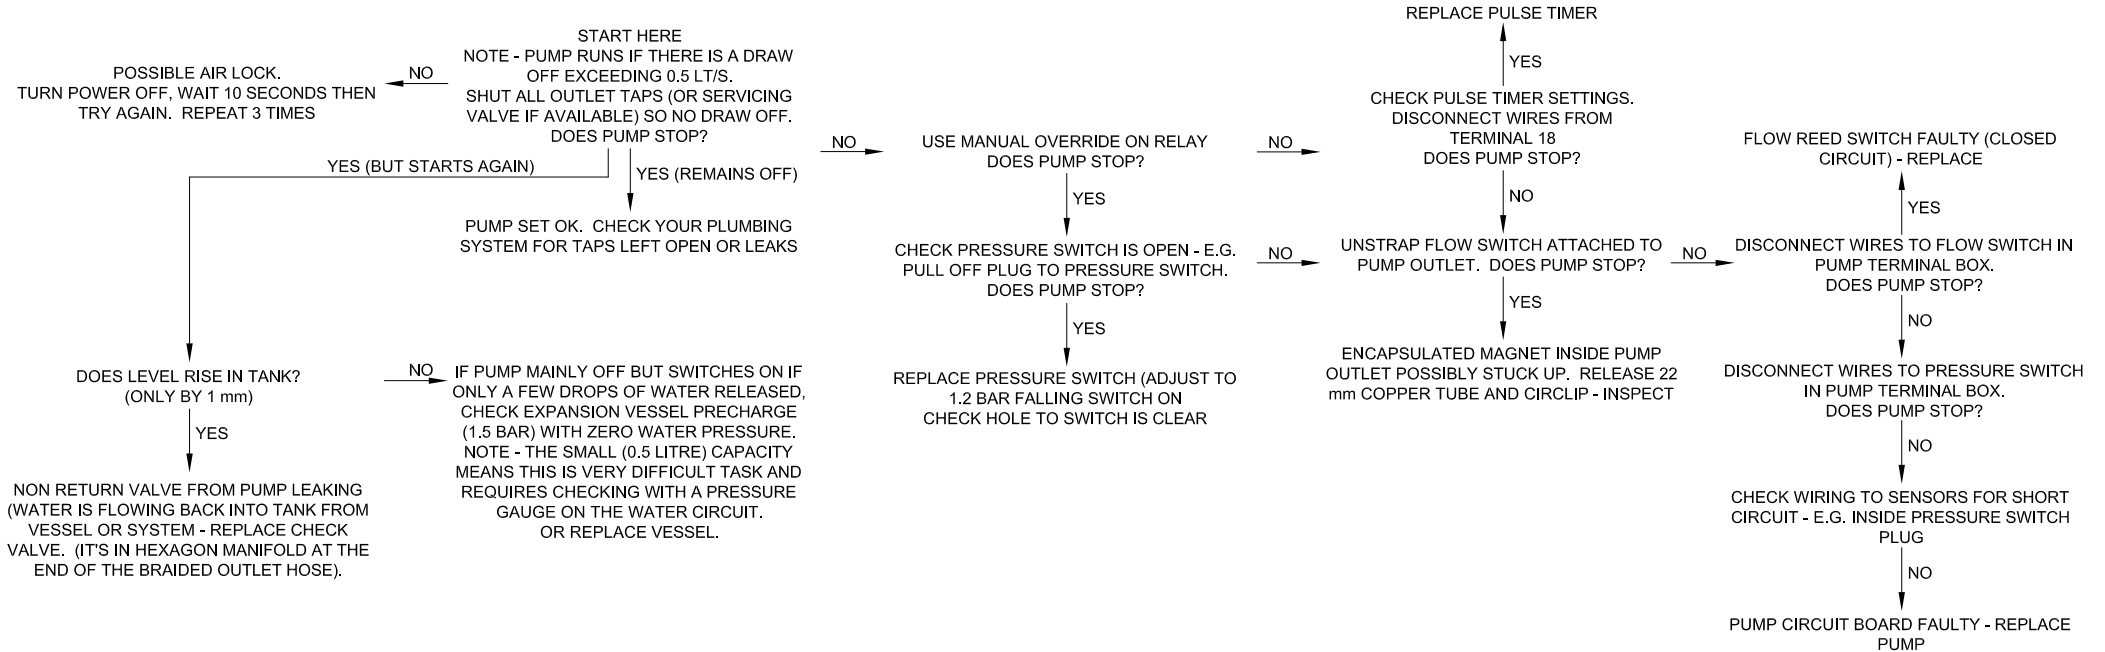 START HERE
NOTE - PUMP RUNS IF THERE IS A DRAW
OFF EXCEEDING 0.5 LT/S.
SHUT ALL OUTLET TAPS (OR SERVICING
VALVE IF AVAILABLE) SO NO DRAW OFF.
DOES PUMP STOP?
NO
POSSIBLE AIR LOCK.
TURN POWER OFF, WAIT 10 SECONDS THEN
TRY AGAIN. REPEAT 3 TIMES
YES (BUT STARTS AGAIN)
YES (REMAINS OFF)
PUMP SET OK. CHECK YOUR PLUMBING
SYSTEM FOR TAPS LEFT OPEN OR LEAKS
DOES LEVEL RISE IN TANK?
(ONLY BY 1 mm)
YES
NON RETURN VALVE FROM PUMP LEAKING
(WATER IS FLOWING BACK INTO TANK FROM
VESSEL OR SYSTEM - REPLACE CHECK
VALVE. (IT'S IN HEXAGON MANIFOLD AT THE
END OF THE BRAIDED OUTLET HOSE).
NO
IF PUMP MAINLY OFF BUT SWITCHES ON IF
ONLY A FEW DROPS OF WATER RELEASED,
CHECK EXPANSION VESSEL PRECHARGE
(1.5 BAR) WITH ZERO WATER PRESSURE.
NOTE - THE SMALL (0.5 LITRE) CAPACITY
MEANS THIS IS VERY DIFFICULT TASK AND
REQUIRES CHECKING WITH A PRESSURE
GAUGE ON THE WATER CIRCUIT.
OR REPLACE VESSEL.
NO
USE MANUAL OVERRIDE ON RELAY
DOES PUMP STOP?
YES
CHECK PRESSURE SWITCH IS OPEN - E.G.
PULL OFF PLUG TO PRESSURE SWITCH.
DOES PUMP STOP?
YES
REPLACE PRESSURE SWITCH (ADJUST TO
1.2 BAR FALLING SWITCH ON
CHECK HOLE TO SWITCH IS CLEAR
NO
NO
REPLACE PULSE TIMER
YES
CHECK PULSE TIMER SETTINGS.
DISCONNECT WIRES FROM
TERMINAL 18
DOES PUMP STOP?
NO
UNSTRAP FLOW SWITCH ATTACHED TO
PUMP OUTLET. DOES PUMP STOP?
YES
ENCAPSULATED MAGNET INSIDE PUMP
OUTLET POSSIBLY STUCK UP. RELEASE 22
mm COPPER TUBE AND CIRCLIP - INSPECT
NO
FLOW REED SWITCH FAULTY (CLOSED
CIRCUIT) - REPLACE
YES
DISCONNECT WIRES TO FLOW SWITCH IN
PUMP TERMINAL BOX.
DOES PUMP STOP?
NO
DISCONNECT WIRES TO PRESSURE SWITCH
IN PUMP TERMINAL BOX.
DOES PUMP STOP?
NO
CHECK WIRING TO SENSORS FOR SHORT
CIRCUIT - E.G. INSIDE PRESSURE SWITCH
PLUG
NO
PUMP CIRCUIT BOARD FAULTY - REPLACE
PUMP